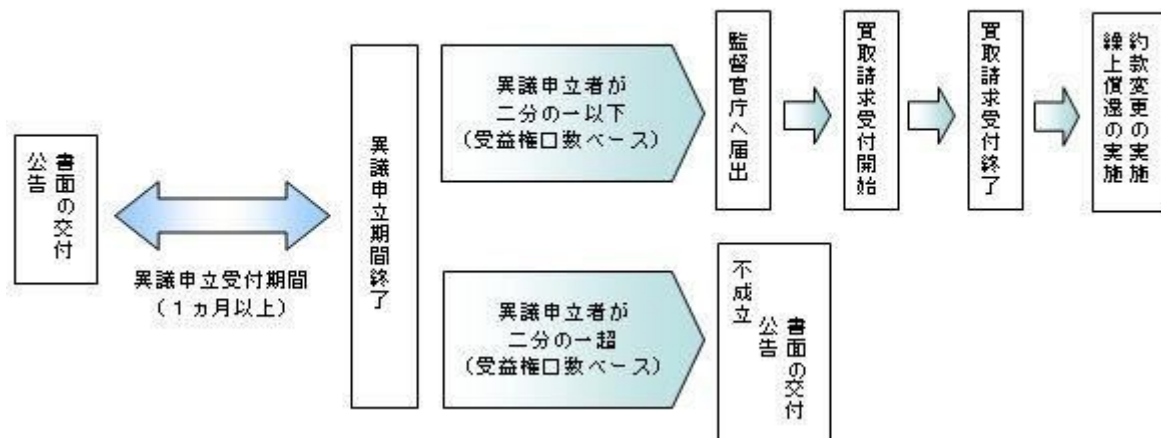 書面の交付
公告
異議申立受付期間
（１ヵ月以上）
異議申立期間終了
異議申立者が
二分の一以下
（受益権口数ベース）
監督官庁へ届出
買取請求受付開始
買取請求受付終了
約款変更の実施
繰上償還の実施
異議申立者が
二分の一超
（受益権口数ベース）
不成立
書面の交付
公告